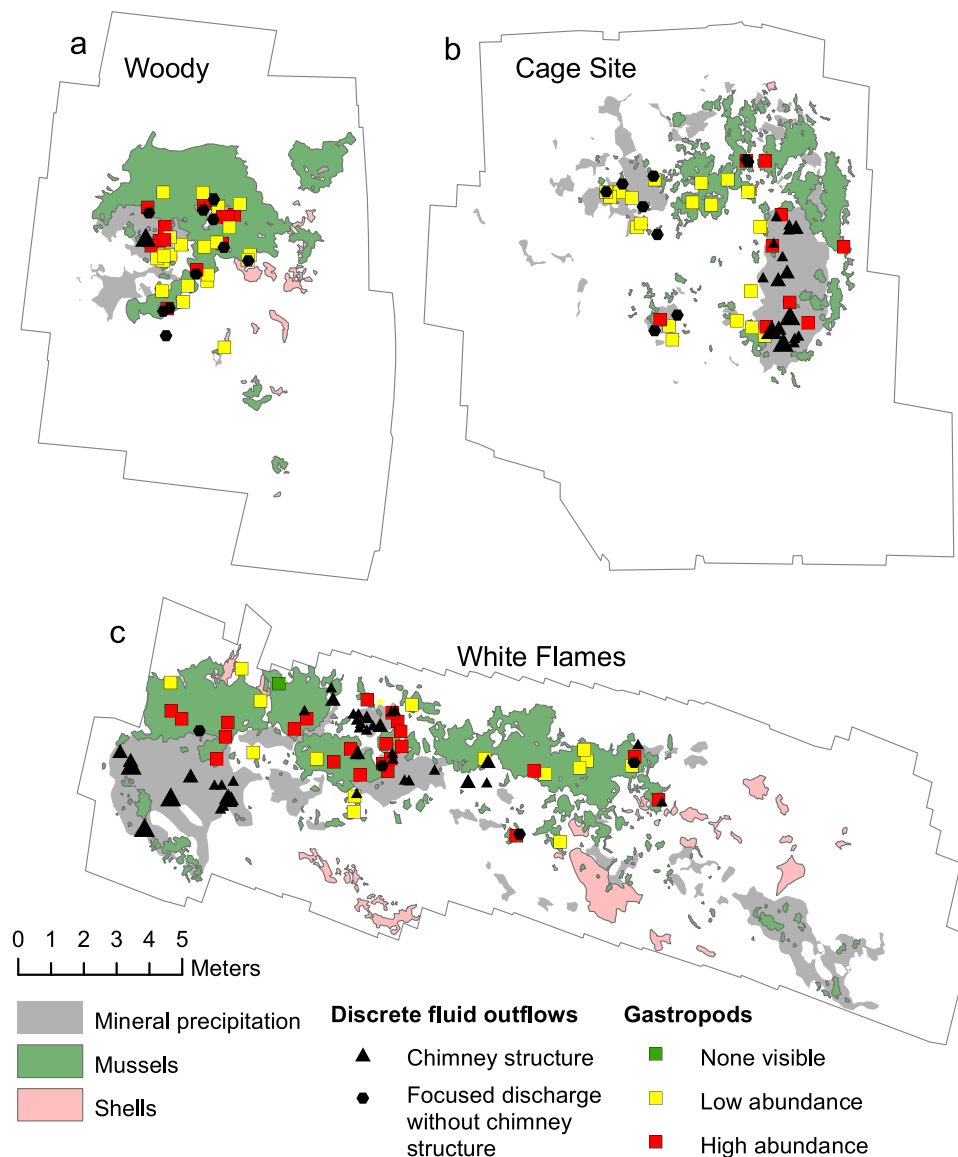 a
Woody
b
Cage Site
c
White Flames
0 1 2 3 4 5
Meters
Mineral precipitation
Mussels
Shells
Discrete fluid outflows
Chimney structure
Focused discharge
without chimney
structure
Gastropods
None visible
Low abundance
High abundance